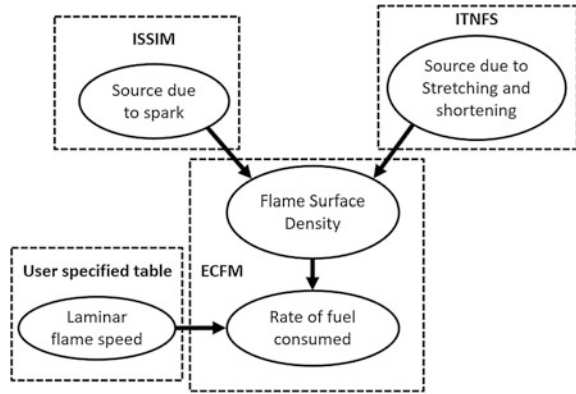 ISSIM
Source due
to spark
ITNFS
Source due to
Stretching and
shortening
Flame Surface
Density
User specified table
ECFM
Laminar
flame speed
Rate of fuel
consumed